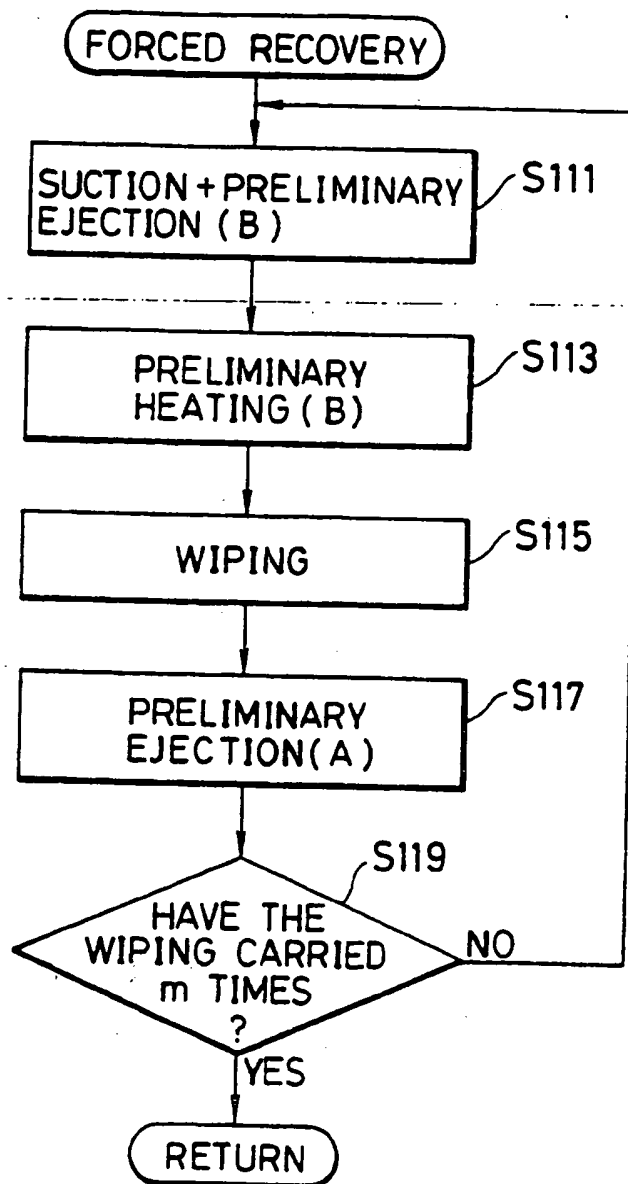 FORCED RECOVERY
SUCTION+PRELIMINARY
EJECTION (B)
S111
PRELIMINARY
HEATING(B)
S113
WIPING
S115
PRELIMINARY
EJECTION(A)
S117
S119
HAVE THE
WIPING CARRIED
m TIMES
?
NO
YES
RETURN